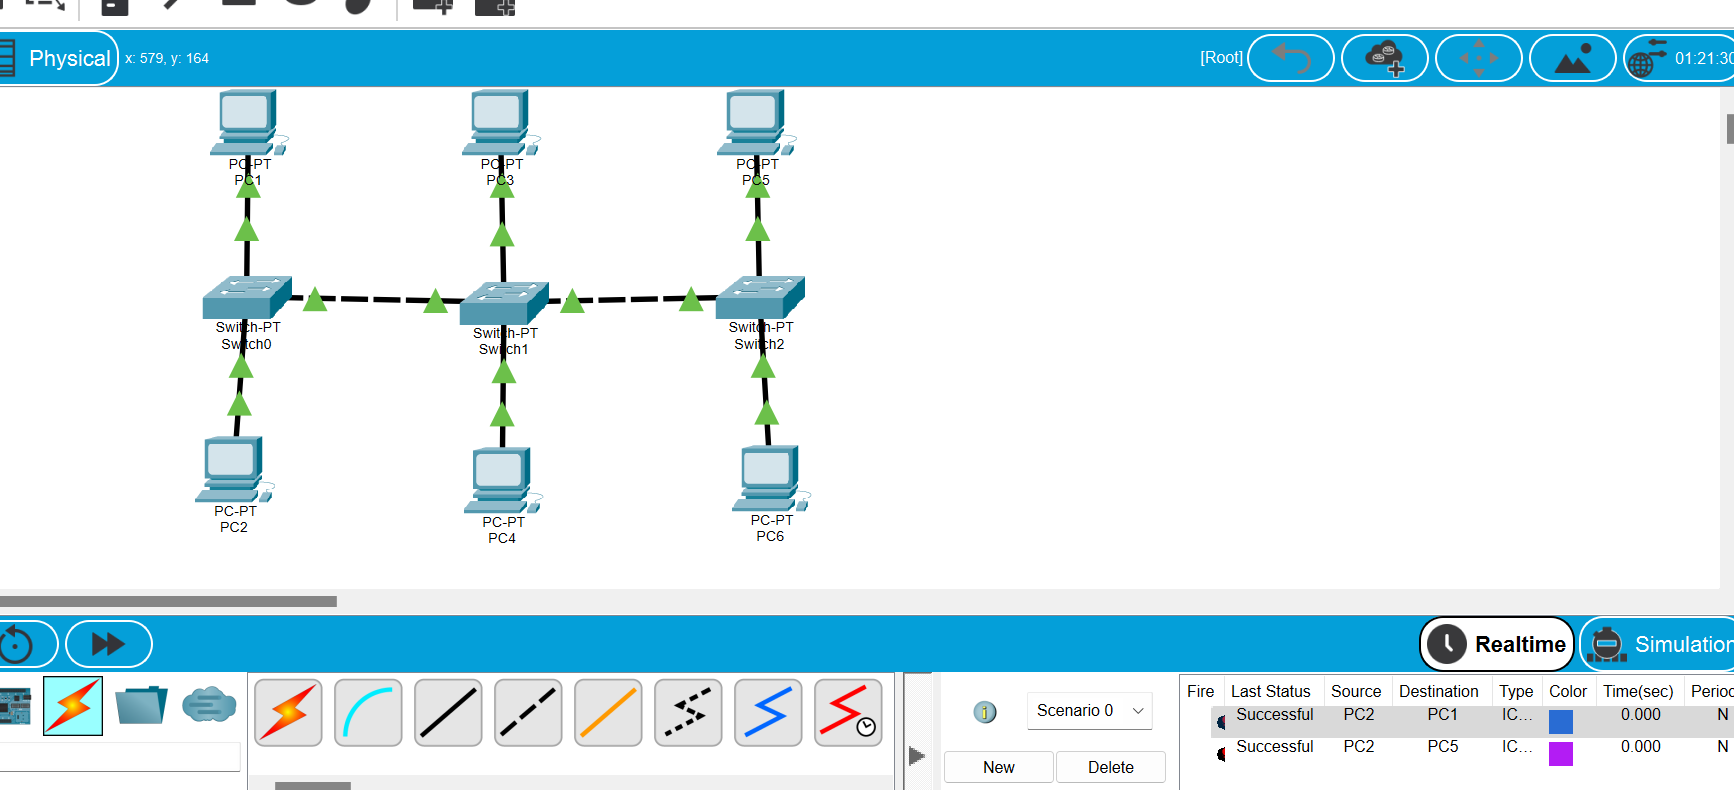 Physical
x: 579, y: 164
[Root]
01:21:30
PC-PT
PC1
PC-PT
PC3
PC-PT
PC5
Switch-PT
Switch0
Switch-PT
Switch1
Switch-PT
Switch2
PC-PT
PC2
PC-PT
PC4
PC-PT
PC6
Realtime
Simulation
Scenario 0
New
Delete
Fire Last Status Source Destination Type Color Time(sec) Period
Successful PC2 PC1 IC... 0.000 N
Successful PC2 PC5 IC... 0.000 N